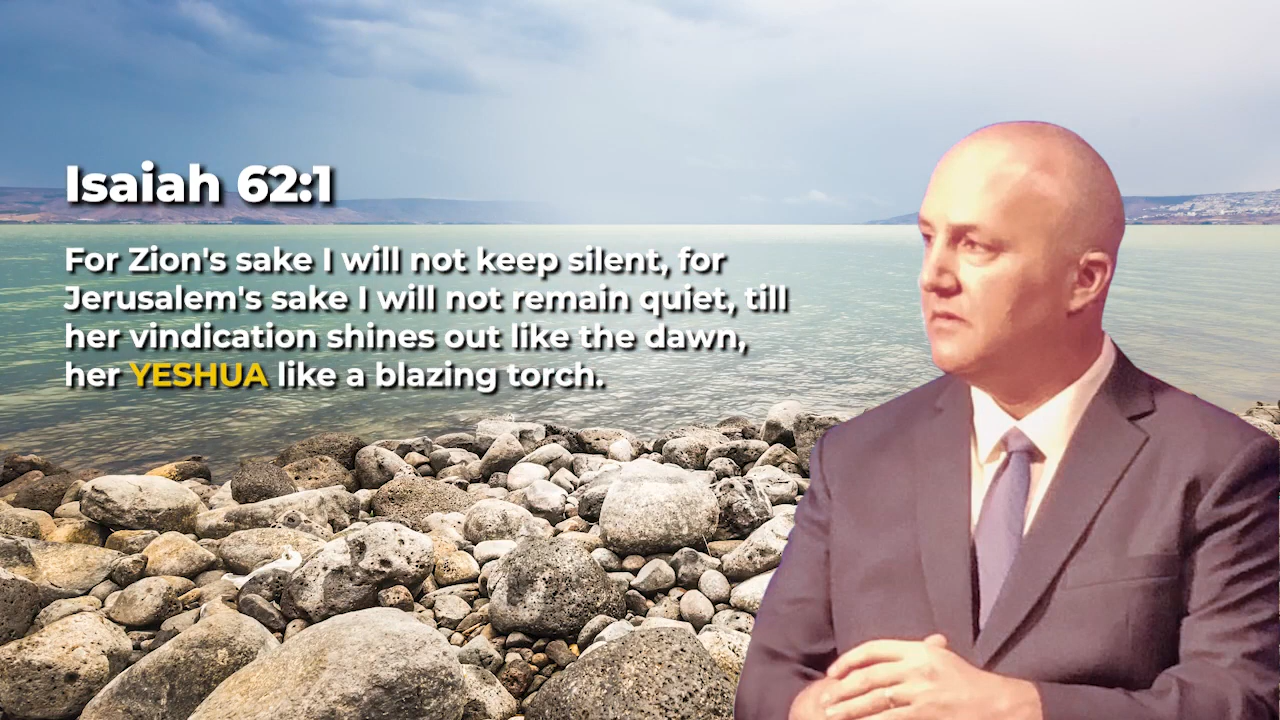 Isaiah 62:1
For Zion's sake I will not keep silent, for
Jerusalem's sake I will not remain quiet, till
her vindication shines out like the dawn,
her YESHUA like a blazing torch.